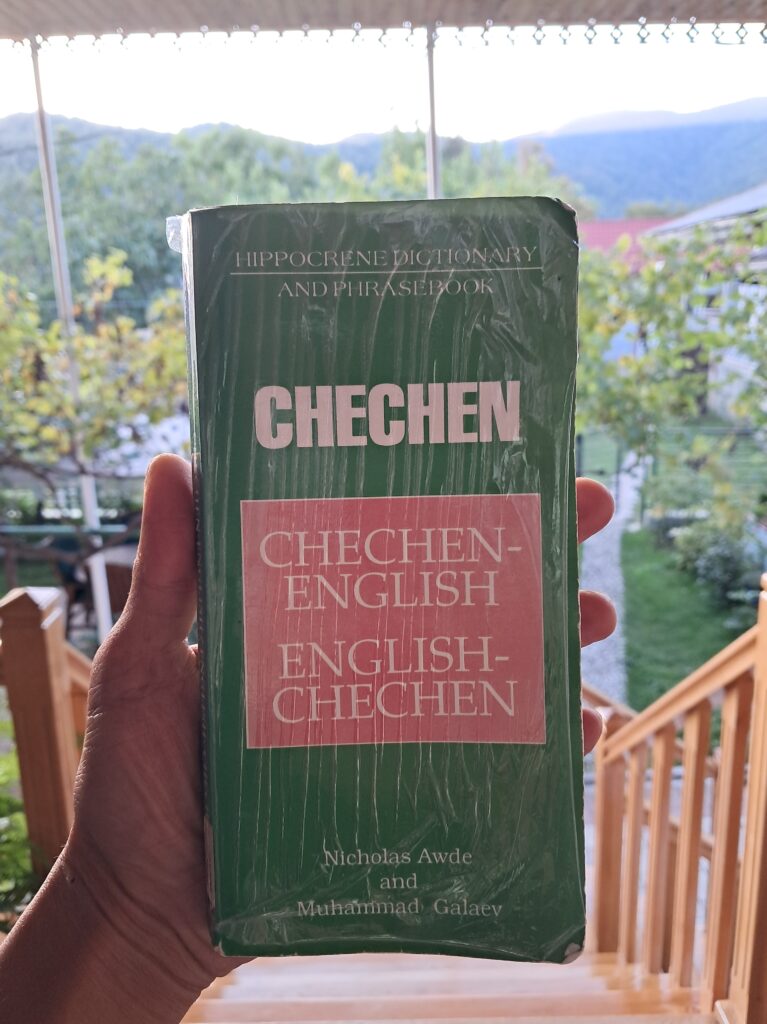 HIPPOCRENE DICTIONARY
AND PHRASEBOOK
CHECHEN
CHECHEN-
ENGLISH
ENGLISH-
CHECHEN
Nicholas Awde
and
Muhammad Galaev